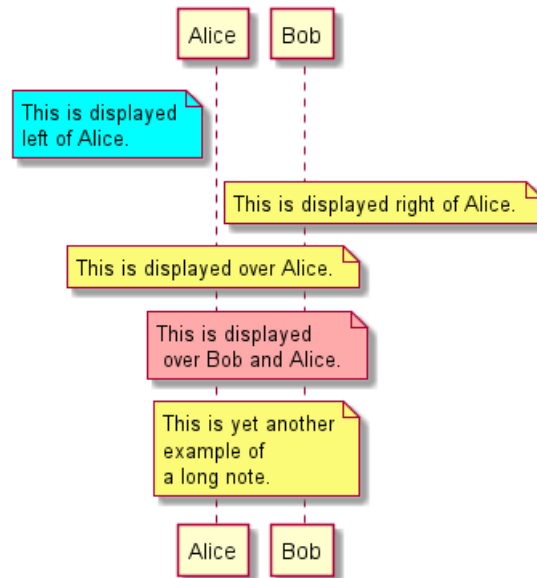 Alice Bob
This is displayed
left of Alice.
This is displayed right of Alice.
This is displayed over Alice.
This is displayed
over Bob and Alice.
This is yet another
example of
a long note.
Alice Bob